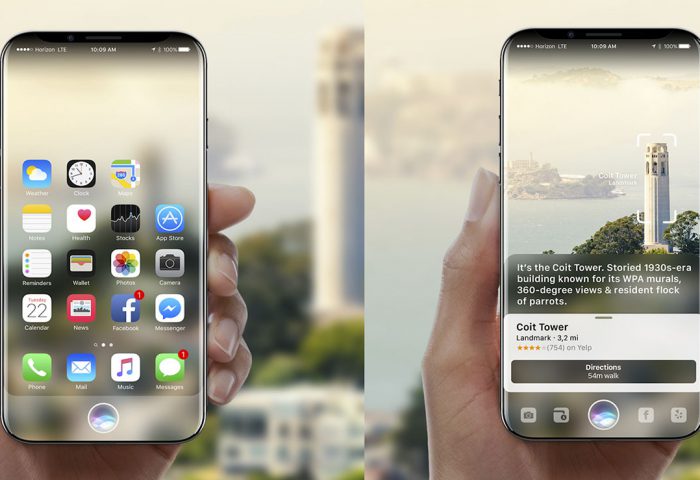 Horizon LTE 10:09 AM 100%
Weather Clock Maps
280
Notes Health Stocks App Store
Reminders Wallet Photos Camera
Tuesday
22
1
Calendar News Facebook Messenger
1
Phone Mail Music Messages
Horizon LTE 10:09 AM 100%
Coit Tower
Landmark
It's the Coit Tower. Storied 1930s-era
building known for its WPA murals,
360-degree views & resident flock
of parrots.
Coit Tower
Landmark · 3,2 mi
(754) on Yelp
Directions
54m walk